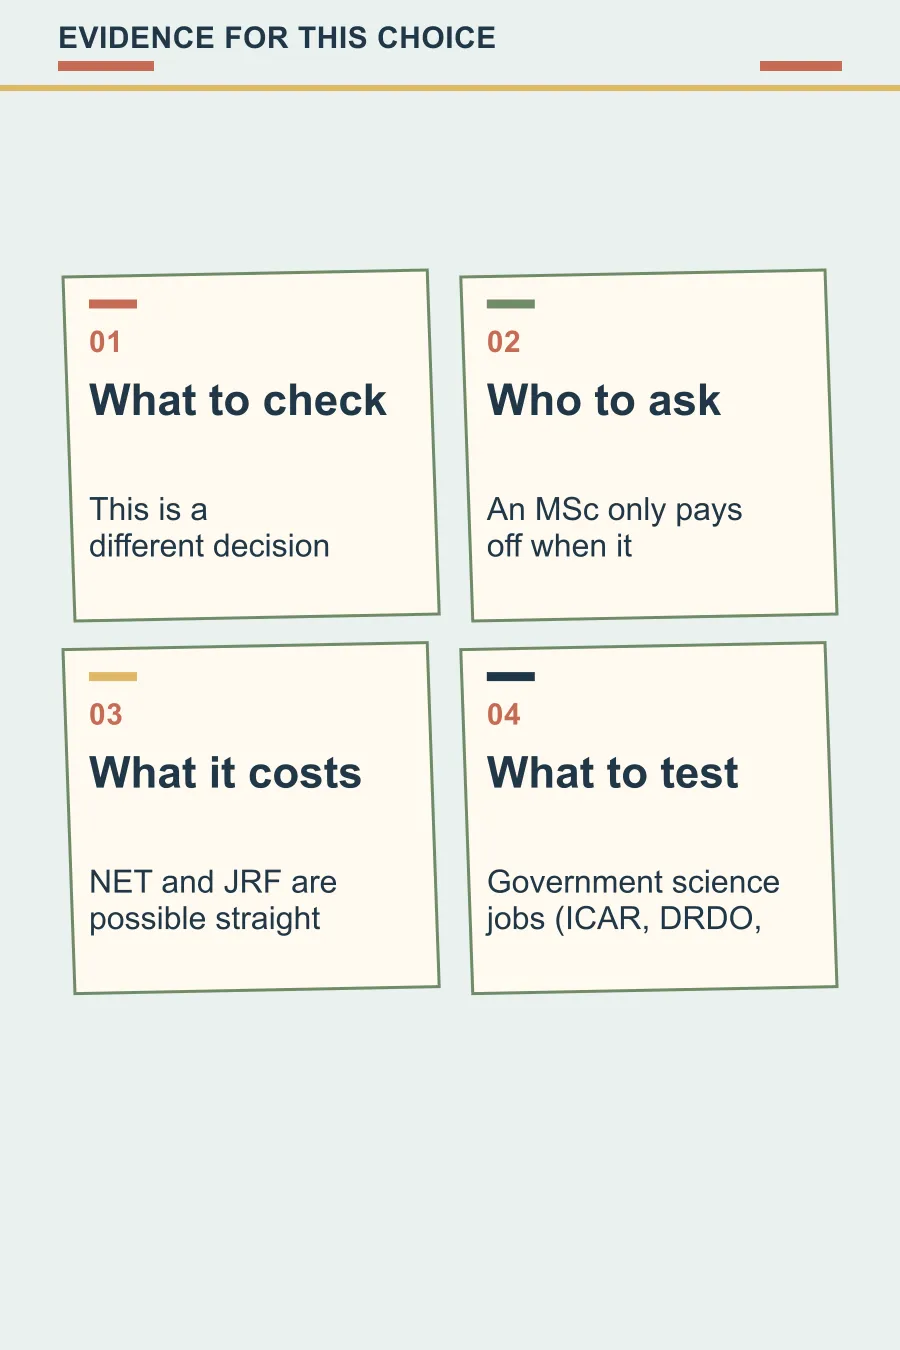 EVIDENCE FOR THIS CHOICE
01
What to check
This is a
different decision
02
Who to ask
An MSc only pays
off when it
03
What it costs
NET and JRF are
possible straight
04
What to test
Government science
jobs (ICAR, DRDO,